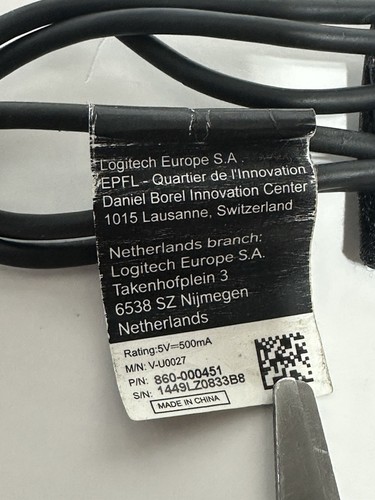 Logitech Europe S.A.
EPFL - Quartier de l'Innovation
Daniel Borel Innovation Center
1015 Lausanne, Switzerland
Netherlands branch:
Logitech Europe S.A.
Takenhofplein 3
6538 SZ Nijmegen
Netherlands
Rating:5V⎓500mA
M/N: V-U0027
P/N: 860-000451
S/N: 1449LZ0833B8
MADE IN CHINA